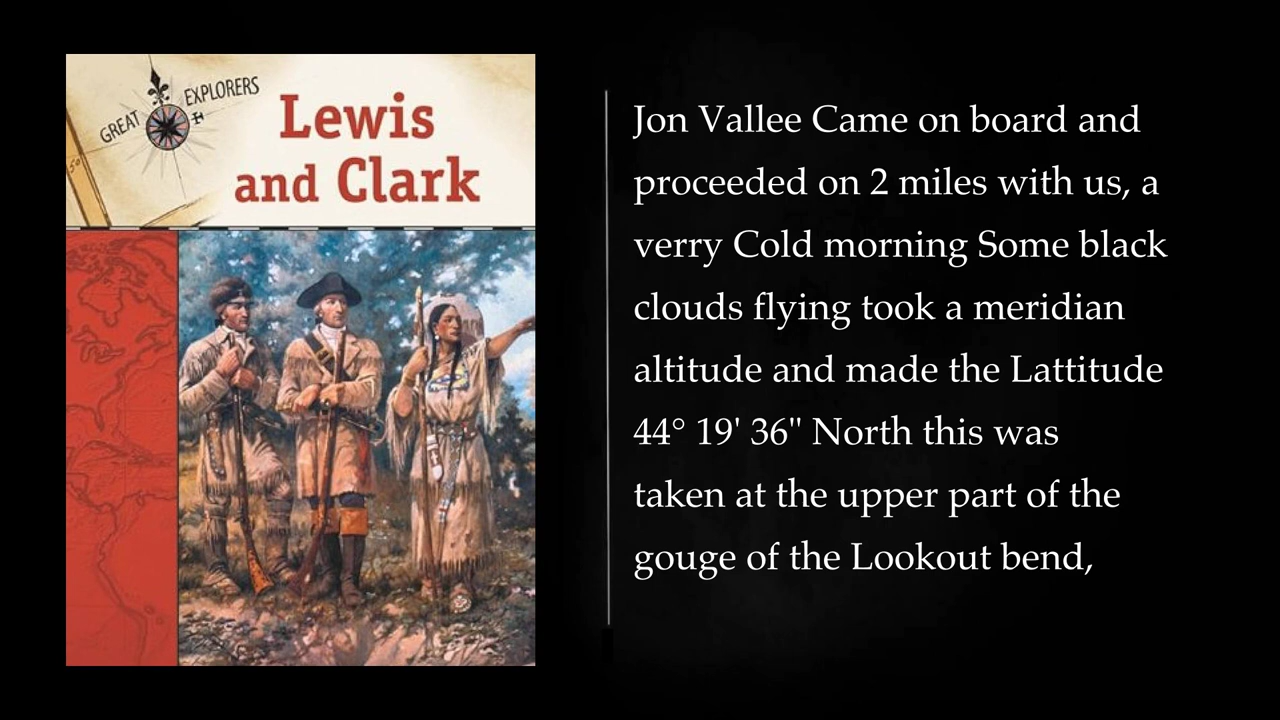 GREAT EXPLORERS
Lewis
and Clark
50
Jon Vallee Came on board and
proceeded on 2 miles with us, a
verry Cold morning Some black
clouds flying took a meridian
altitude and made the Lattitude
44° 19' 36" North this was
taken at the upper part of the
gouge of the Lookout bend,